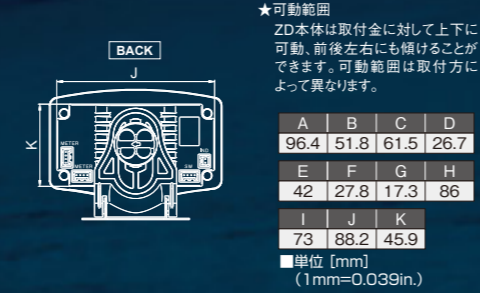 ★可動範囲
ZD本体は取付金に対して上下に
可動、前後左右にも傾けることが
できます。可動範囲は取付方に
よって異なります。
BACK
J
K
METER
METER
SW
IND
A B C D
96.4 51.8 61.5 26.7
E F G H
42 27.8 17.3 86
I J K
73 88.2 45.9
■単位 [mm]
(1mm=0.039in.)